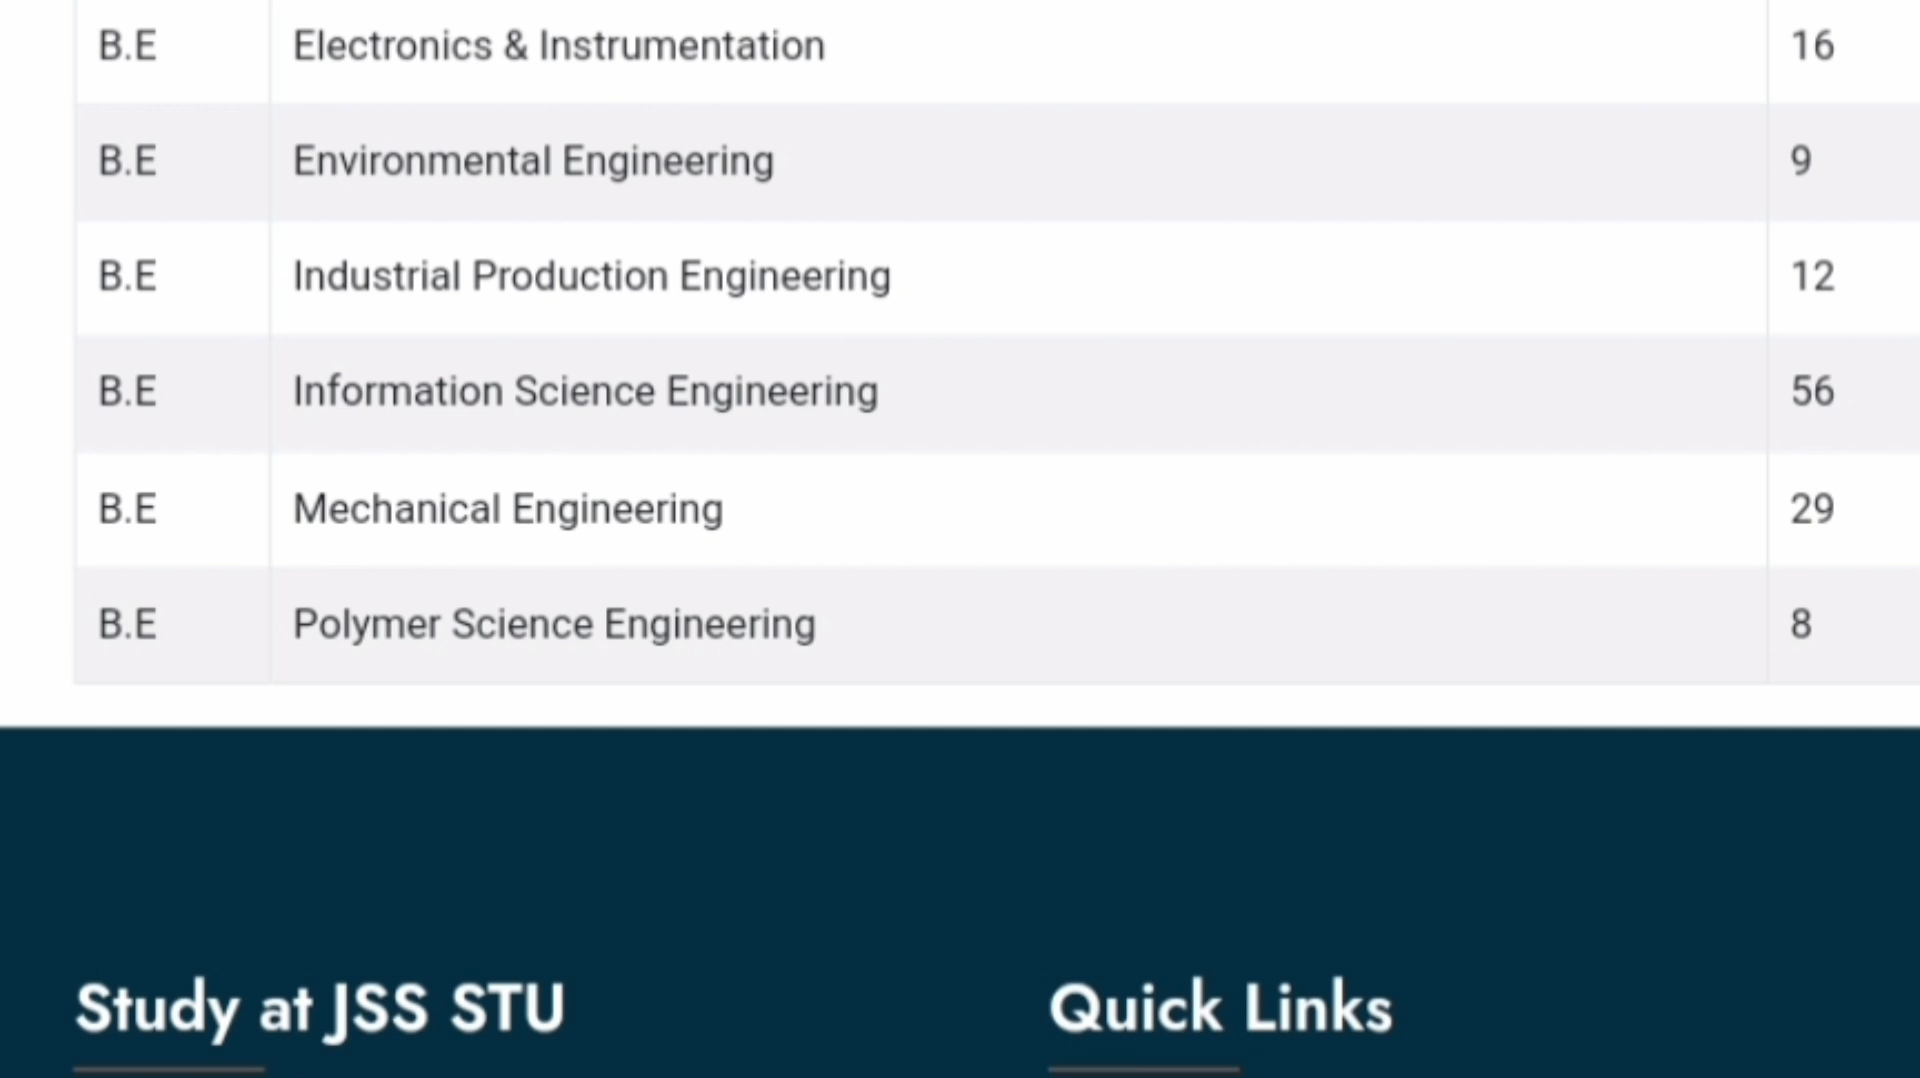 B.E Electronics & Instrumentation 16
B.E Environmental Engineering 9
B.E Industrial Production Engineering 12
B.E Information Science Engineering 56
B.E Mechanical Engineering 29
B.E Polymer Science Engineering 8
Study at JSS STU
Quick Links